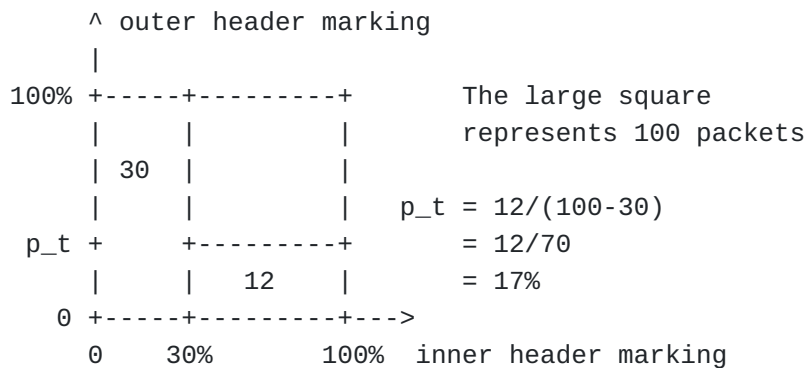 ^ outer header marking
|
100% +-----+---------+ The large square
| | | represents 100 packets
| 30 | |
| | | p_t = 12/(100-30)
p_t + +---------+ = 12/70
| | 12 | = 17%
0 +-----+---------+--->
0 30% 100% inner header marking